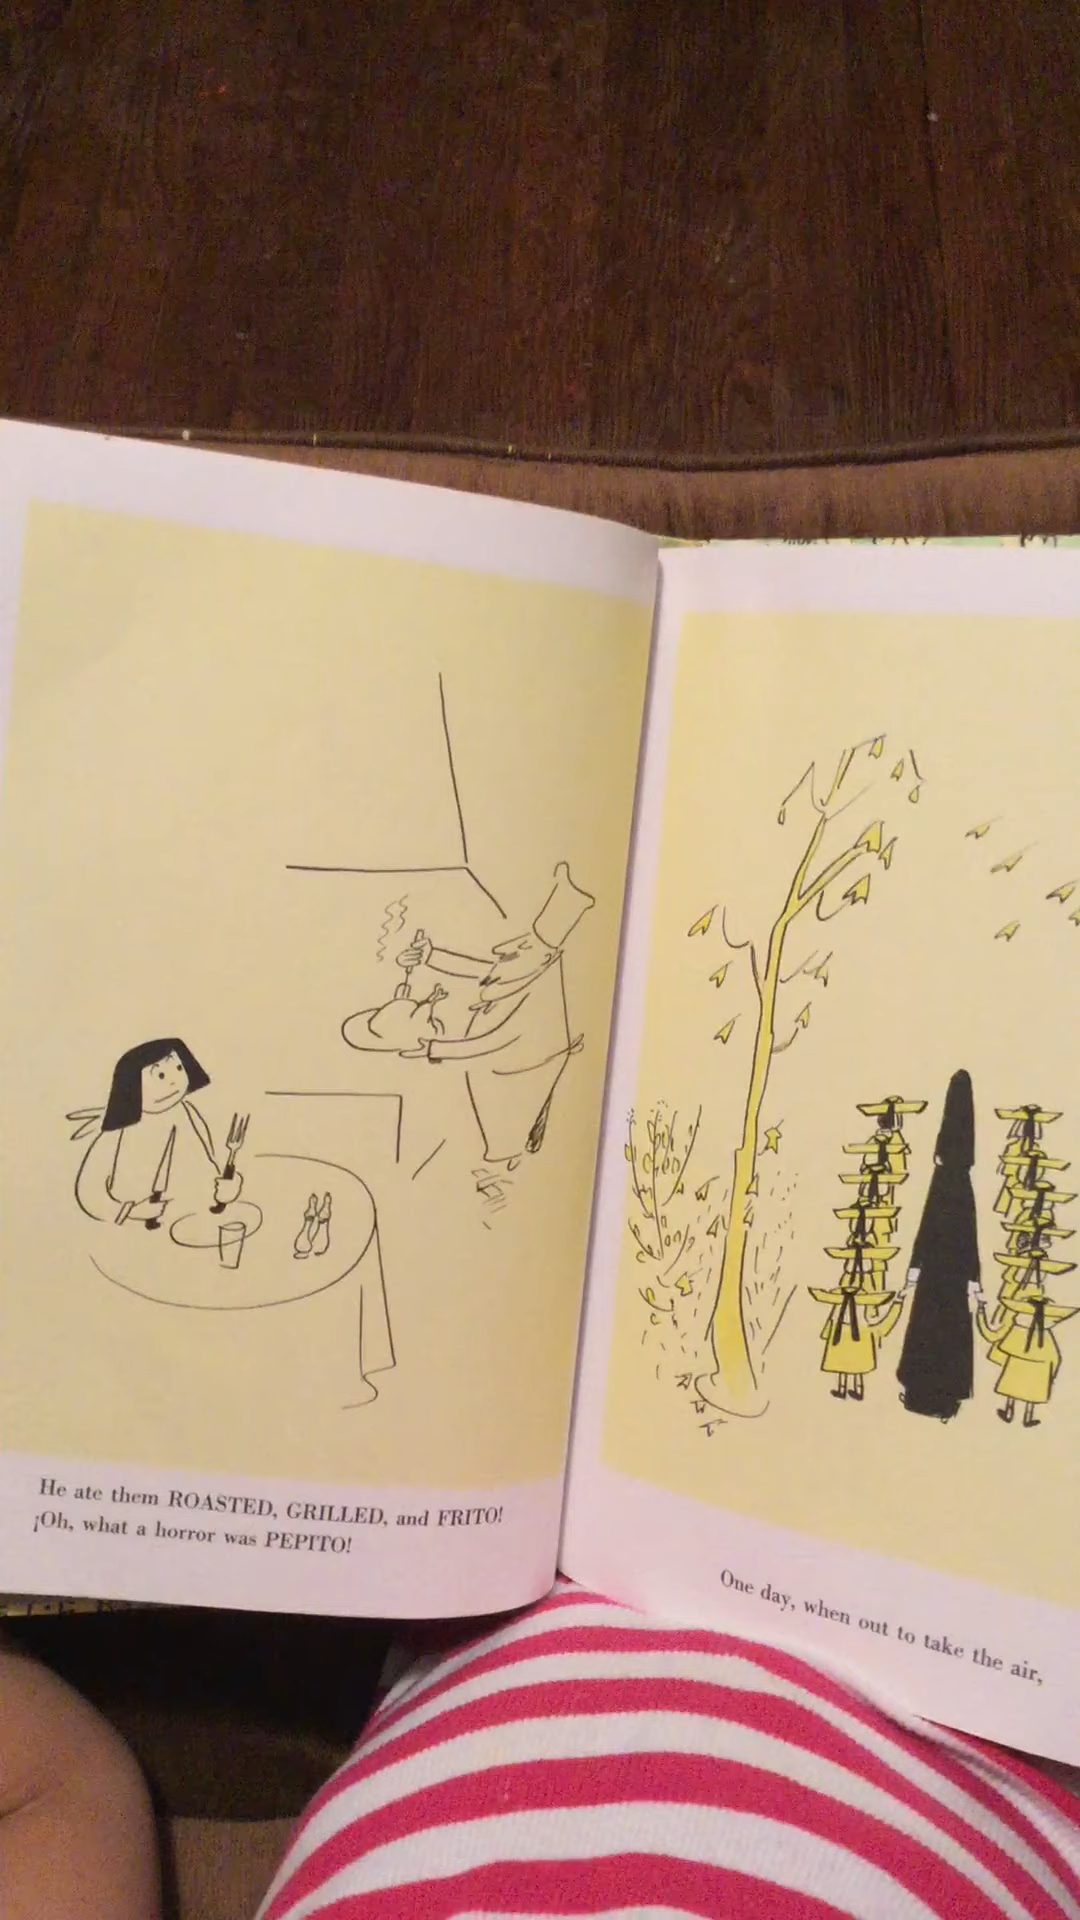 He ate them ROASTED, GRILLED, and FRITO!
¡Oh, what a horror was PEPITO!
One day, when out to take the air,